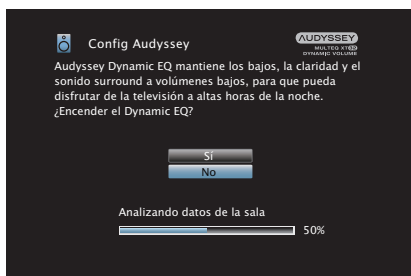 Config Audyssey
AUDYSSEY
MULTEQ XT32
DYNAMIC VOLUME
Audyssey Dynamic EQ mantiene los bajos, la claridad y el
sonido surround a volúmenes bajos, para que pueda
disfrutar de la televisión a altas horas de la noche.
¿Encender el Dynamic EQ?
Sí
No
Analizando datos de la sala
50%